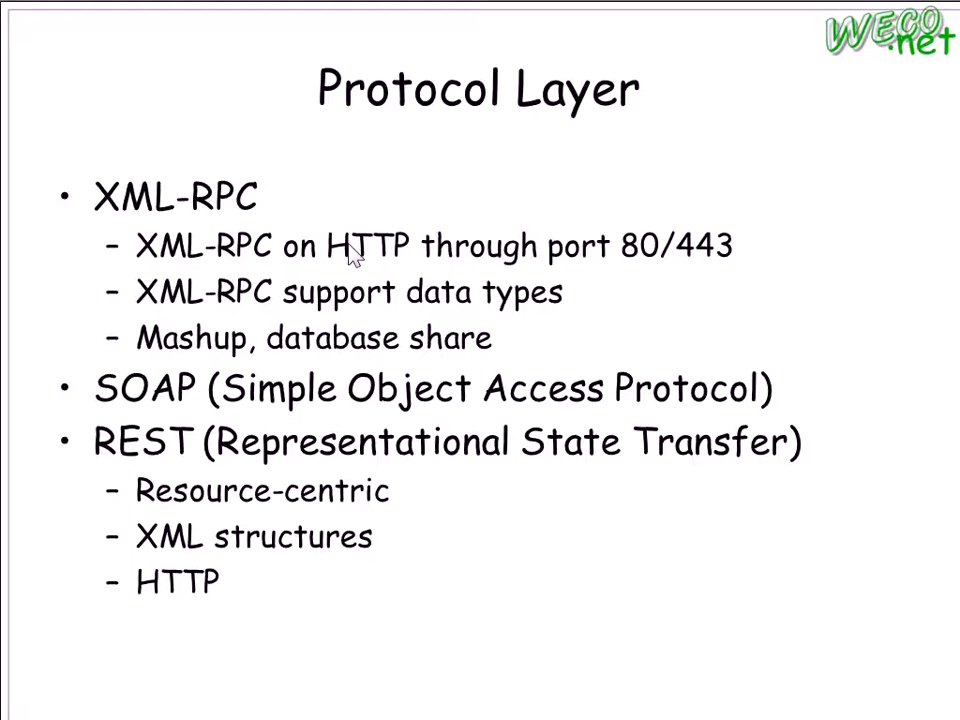 WECO
.net
Protocol Layer
• XML-RPC
– XML-RPC on HTTP through port 80/443
– XML-RPC support data types
– Mashup, database share
• SOAP (Simple Object Access Protocol)
• REST (Representational State Transfer)
– Resource-centric
– XML structures
– HTTP